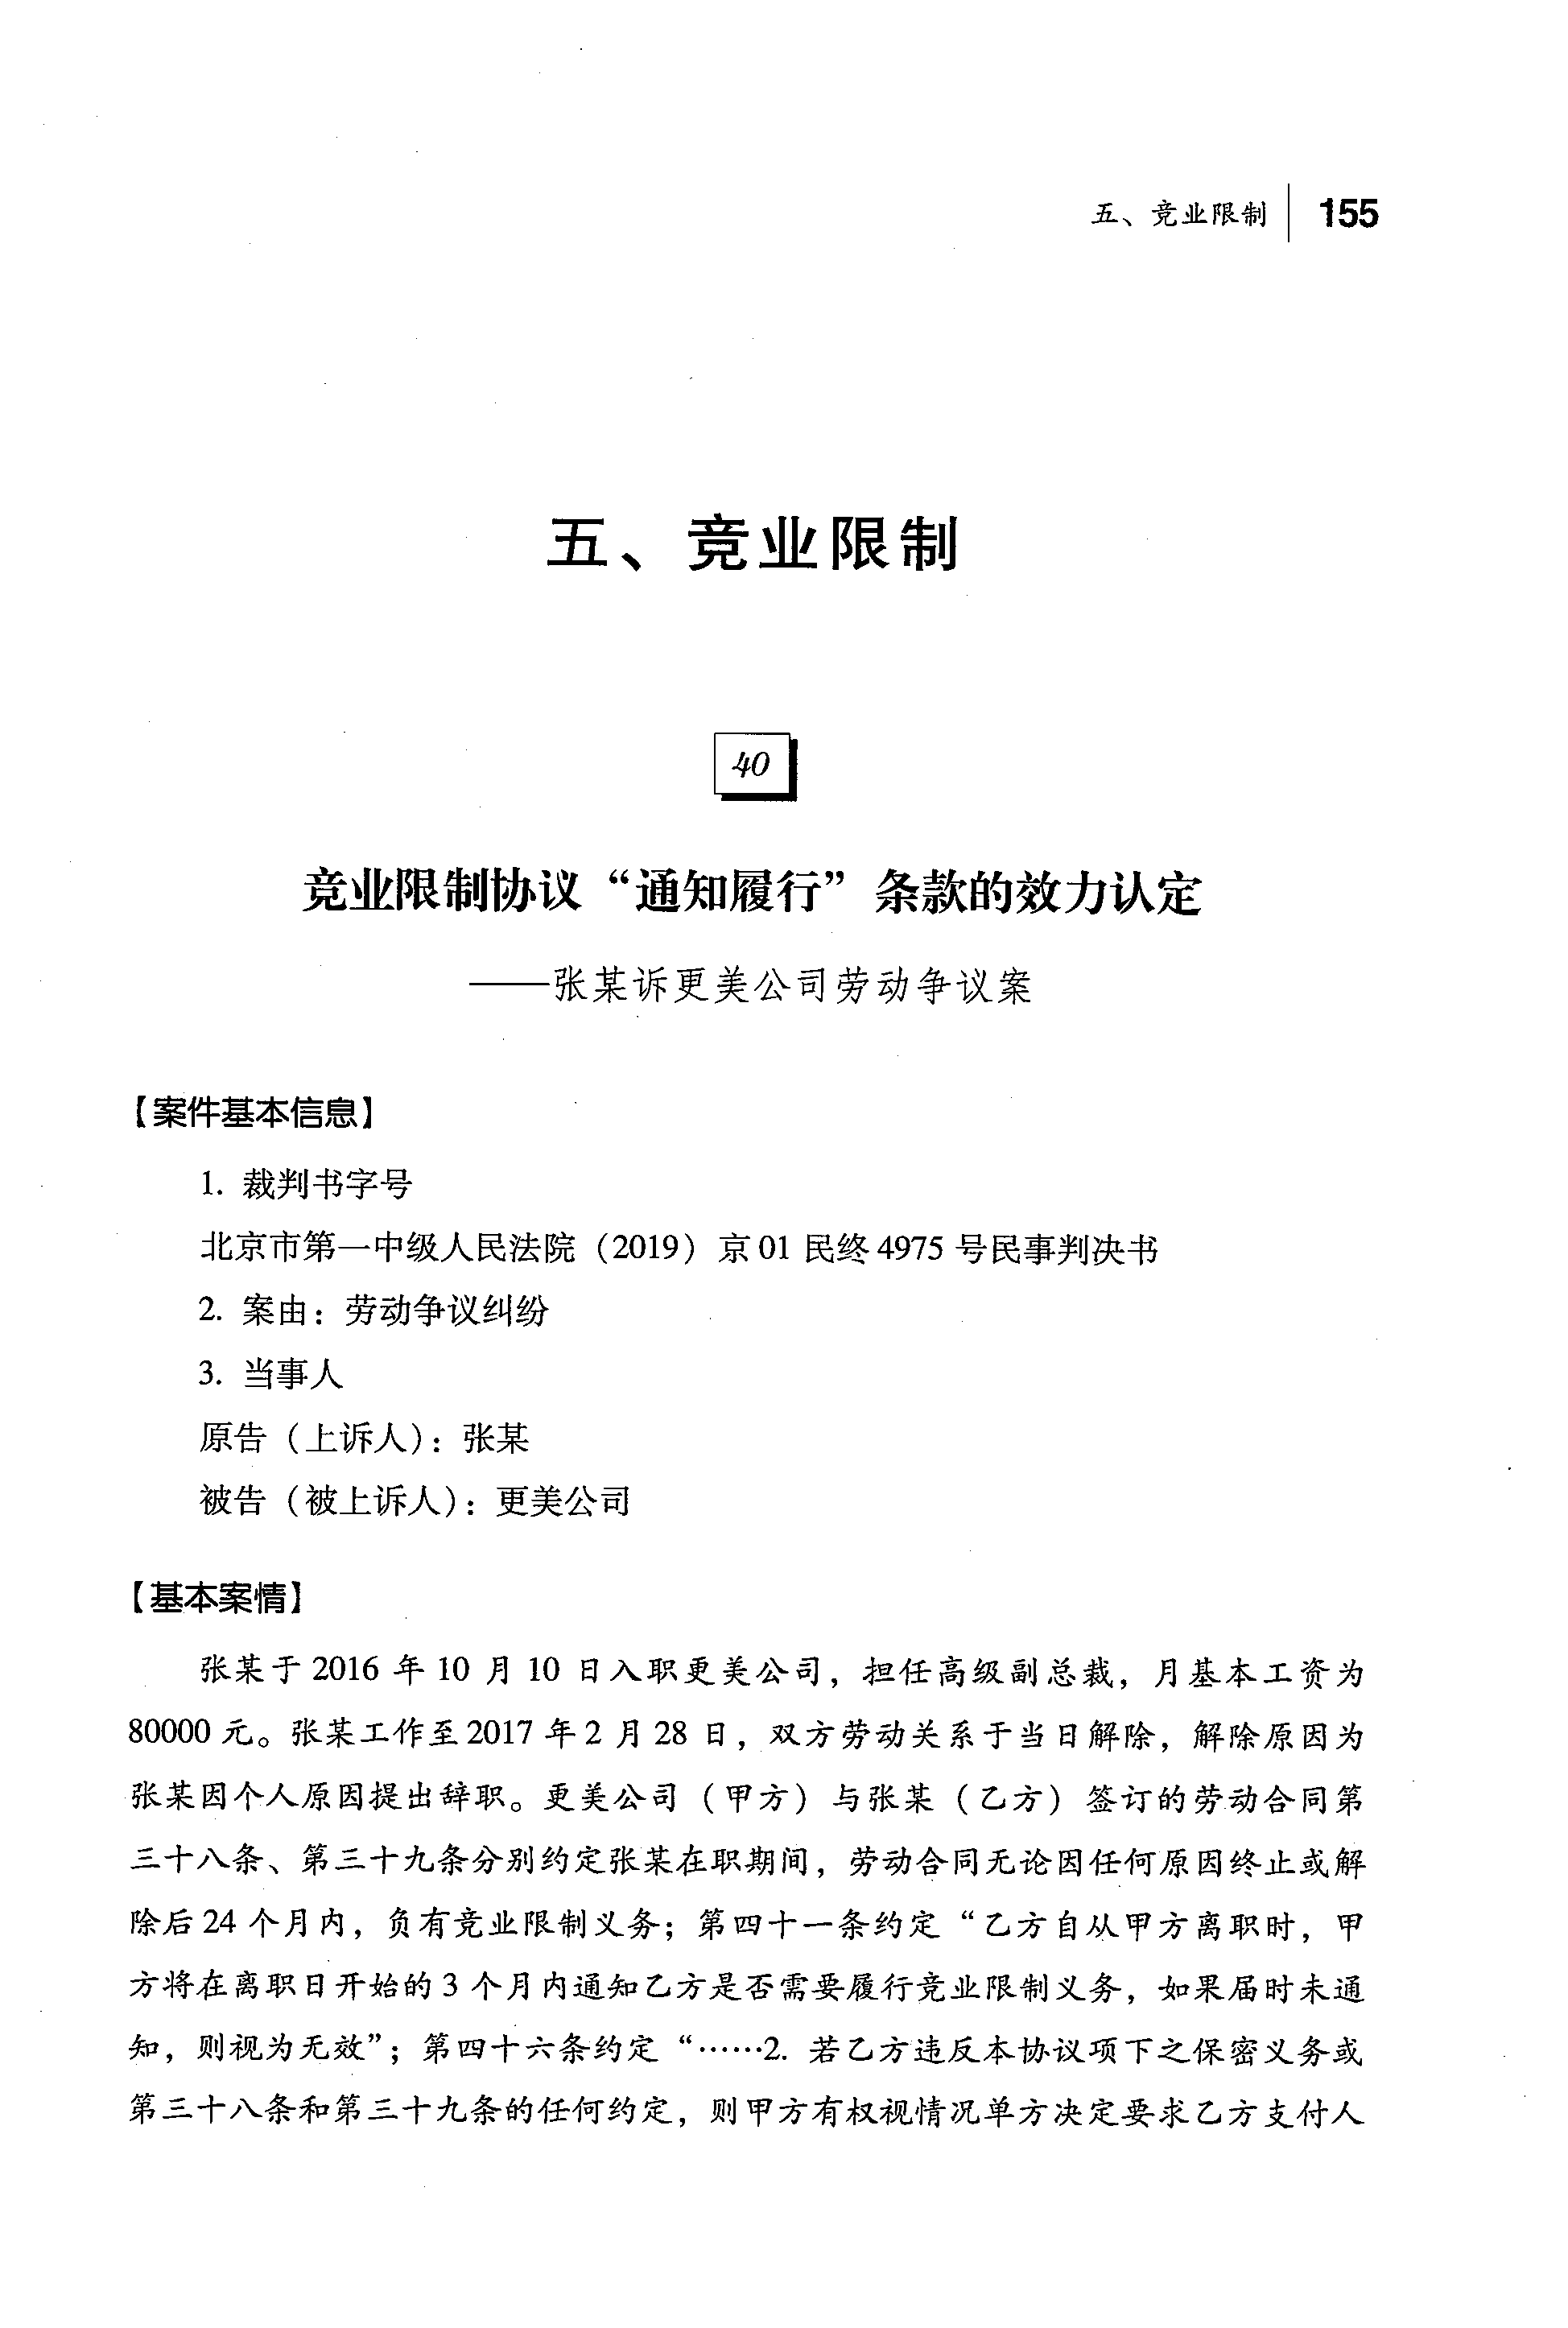 五、竞业限制 155
五、竞业限制
40
竞业限制协议“通知履行”条款的效力认定
——张某诉更美公司劳动争议案
【案件基本信息】
1. 裁判书字号
北京市第一中级人民法院（2019）京01民终4975号民事判决书
2. 案由：劳动争议纠纷
3. 当事人
原告（上诉人）：张某
被告（被上诉人）：更美公司
【基本案情】
张某于2016年10月10日入职更美公司，担任高级副总裁，月基本工资为
80000元。张某工作至2017年2月28日，双方劳动关系于当日解除，解除原因为
张某因个人原因提出辞职。更美公司（甲方）与张某（乙方）签订的劳动合同第
三十八条、第三十九条分别约定张某在职期间，劳动合同无论因任何原因终止或解
除后24个月内，负有竞业限制义务；第四十一条约定“乙方自从甲方离职时，甲
方将在离职日开始的3个月内通知乙方是否需要履行竞业限制义务，如果届时未通
知，则视为无效”；第四十六条约定“……2. 若乙方违反本协议项下之保密义务或
第三十八条和第三十九条的任何约定，则甲方有权视情况单方决定要求乙方支付人